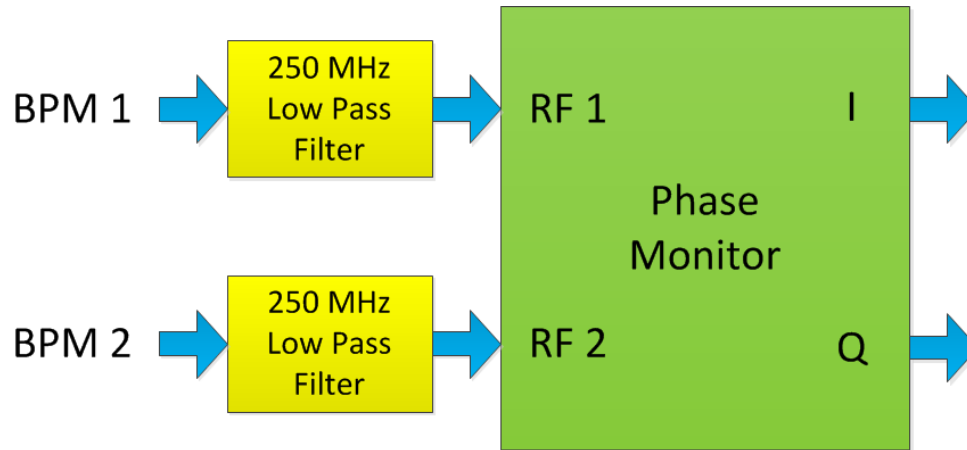 BPM 1
250 MHz
Low Pass
Filter
RF 1
I
Phase
Monitor
BPM 2
250 MHz
Low Pass
Filter
RF 2
Q